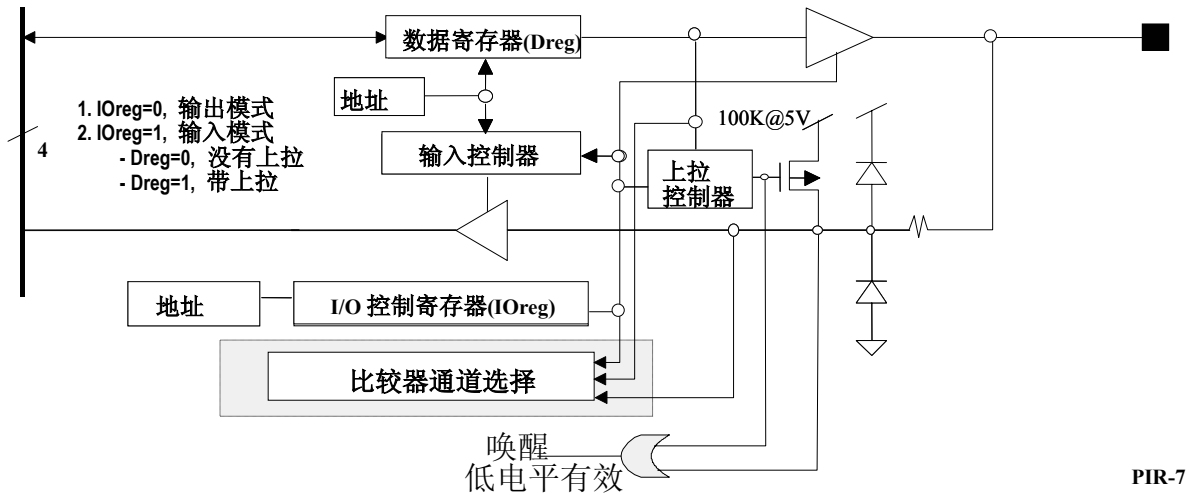 数据寄存器(Dreg)
地址
1. IOreg=0, 输出模式
2. IOreg=1, 输入模式
- Dreg=0, 没有上拉
- Dreg=1, 带上拉
4
输入控制器
100K@5V
上拉
控制器
地址
I/O 控制寄存器(IOreg)
比较器通道选择
唤醒
低电平有效
PIR-7